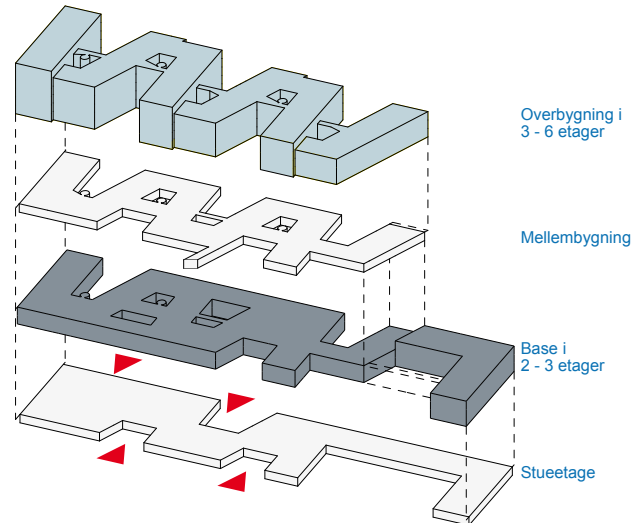 Overbygning i
3 - 6 etager
Mellembygning
Base i
2 - 3 etager
Stueetage